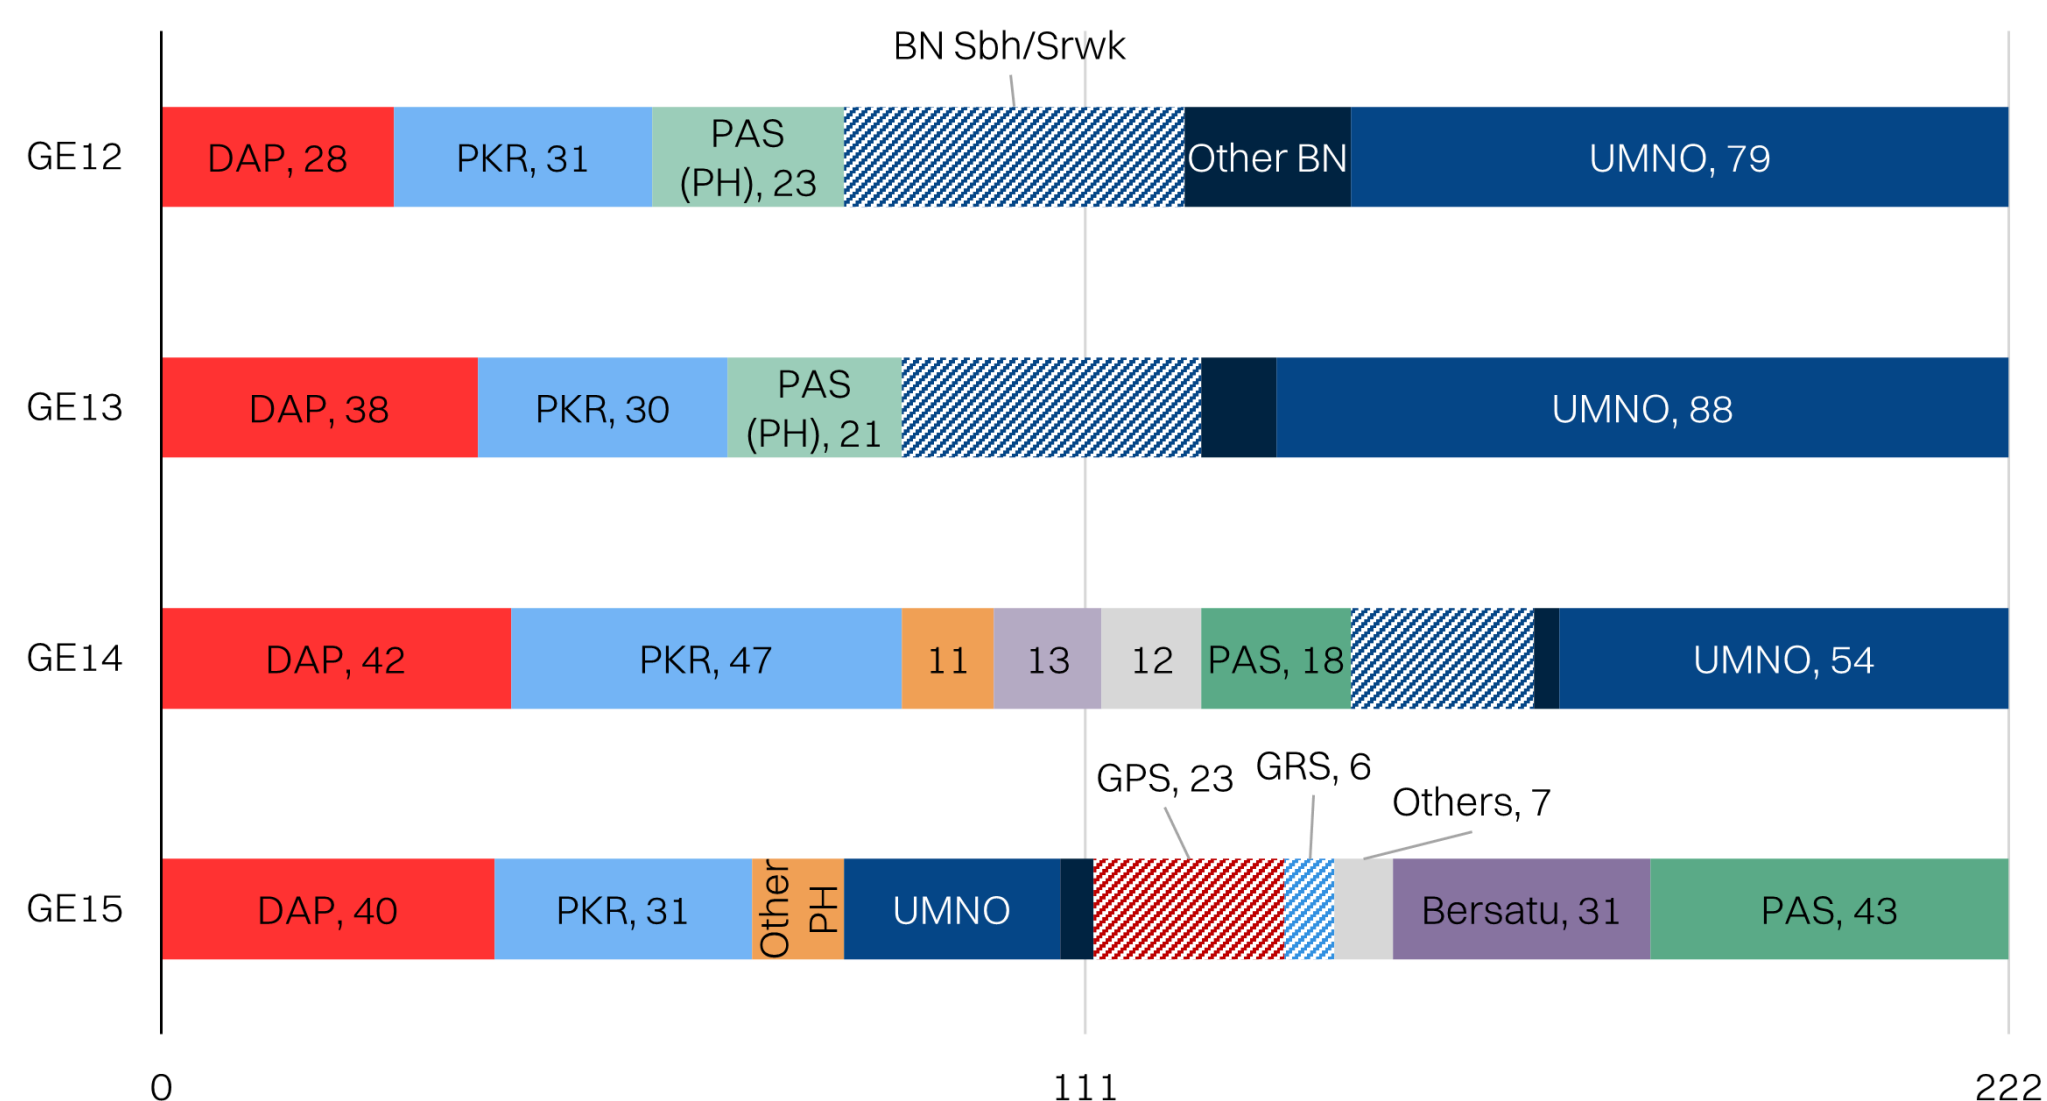 BN Sbh/Srwk
GE12
DAP, 28
PKR, 31
PAS
(PH), 23
Other BN
UMNO, 79
GE13
DAP, 38
PKR, 30
PAS
(PH), 21
UMNO, 88
GE14
DAP, 42
PKR, 47
11
13
12
PAS, 18
UMNO, 54
GPS, 23
GRS, 6
Others, 7
GE15
DAP, 40
PKR, 31
Other
PH
UMNO
Bersatu, 31
PAS, 43
0
111
222